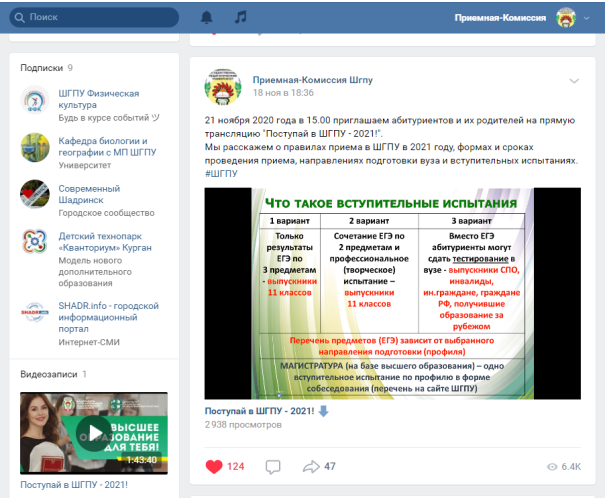 Поиск
Приемная-Комиссия
Подписки 9
ШГПУ Физическая
культура
Будь в курсе событий ツ
Кафедра биологии и
географии с МП ШГПУ
Университет
Современный
Шадринск
Городское сообщество
Детский технопарк
«Кванториум» Курган
Модель нового
дополнительного
образования
SHADR.info - городской
информационный
портал
Интернет-СМИ
Видеозаписи 1
ВЫСШЕЕ
ОБРАЗОВАНИЕ
ДЛЯ ТЕБЯ!
1:43:40
Поступай в ШГПУ - 2021!
Приемная-Комиссия Шгпу
18 ноя в 18:36
21 ноября 2020 года в 15.00 приглашаем абитуриентов и их родителей на прямую
трансляцию "Поступай в ШГПУ - 2021!".
Мы расскажем о правилах приема в ШГПУ в 2021 году, формах и сроках
проведения приема, направлениях подготовки вуза и вступительных испытаниях.
#ШГПУ
ЧТО ТАКОЕ ВСТУПИТЕЛЬНЫЕ ИСПЫТАНИЯ
1 вариант
Только
результаты
ЕГЭ по
3 предметам
- выпускники
11 классов
2 вариант
Сочетание ЕГЭ по
2 предметам и
профессиональное
(творческое)
испытание –
выпускники
11 классов
3 вариант
Вместо ЕГЭ
абитуриенты могут
сдать тестирование в
вузе - выпускники СПО,
инвалиды,
ин.граждане, граждане
РФ, получившие
образование за
рубежом
Перечень предметов (ЕГЭ) зависит от выбранного
направления подготовки (профиля)
МАГИСТРАТУРА (на базе высшего образования) – одно
вступительное испытание по профилю в форме
собеседования (перечень на сайте ШГПУ)
Поступай в ШГПУ - 2021!
2 938 просмотров
124
47
6.4K